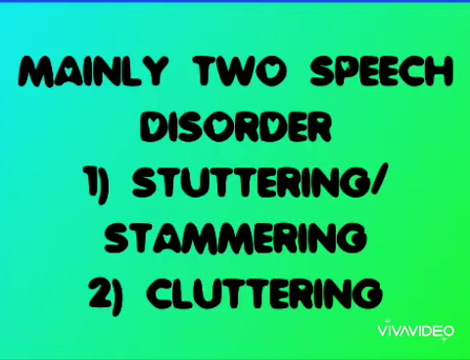 MAINLY TWO SPEECH
DISORDER
1) STUTTERING/
STAMMERING
2) CLUTTERING
VIVAVIDEO